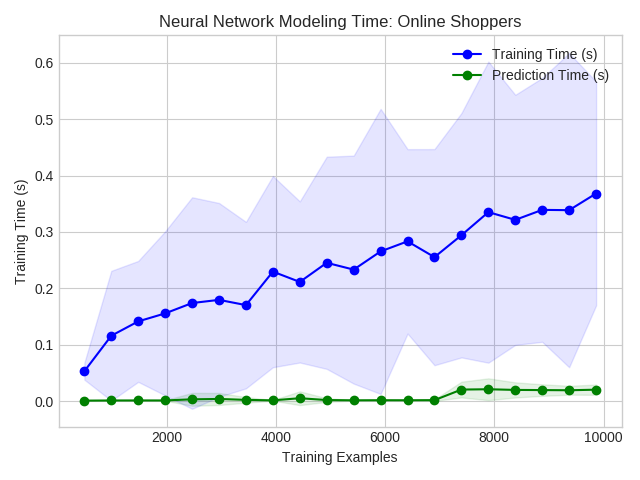 Neural Network Modeling Time: Online Shoppers
Training Time (s)
Prediction Time (s)
Training Time (s)
0.6
0.5
0.4
0.3
0.2
0.1
0.0
2000 4000 6000 8000 10000
Training Examples